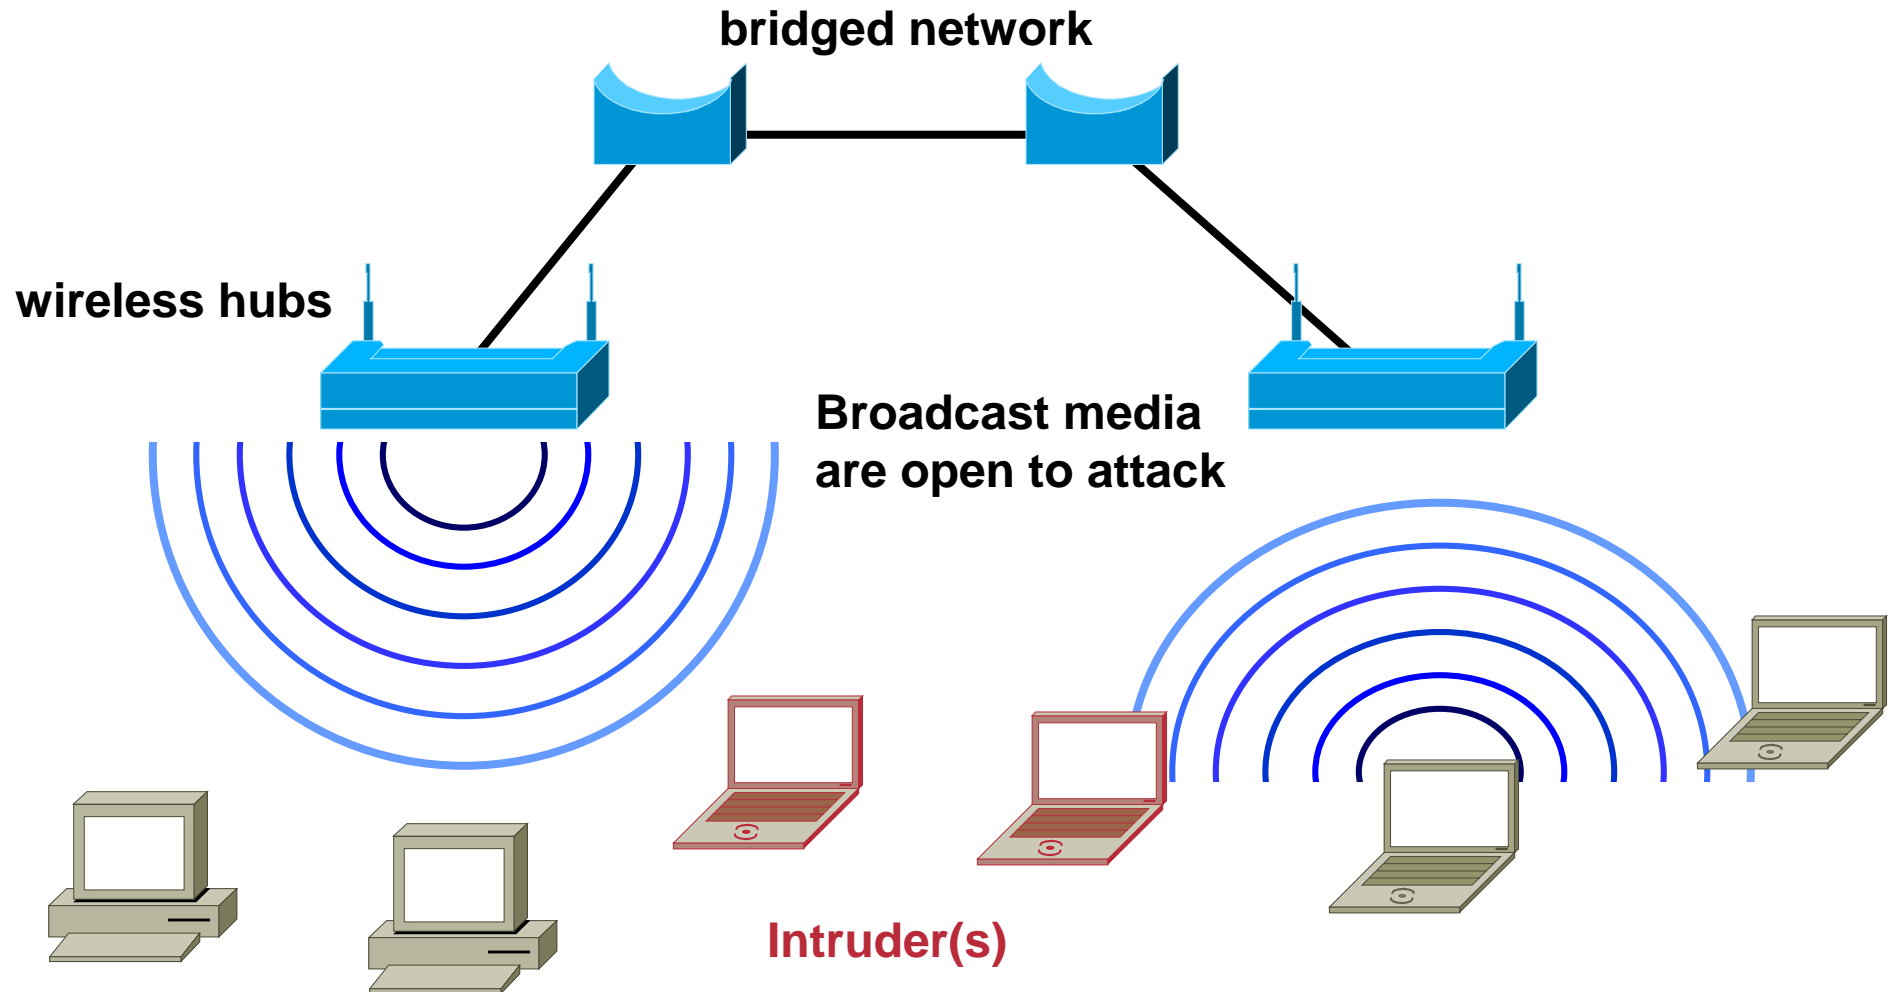 bridged network
wireless hubs
Broadcast media
are open to attack
Intruder(s)